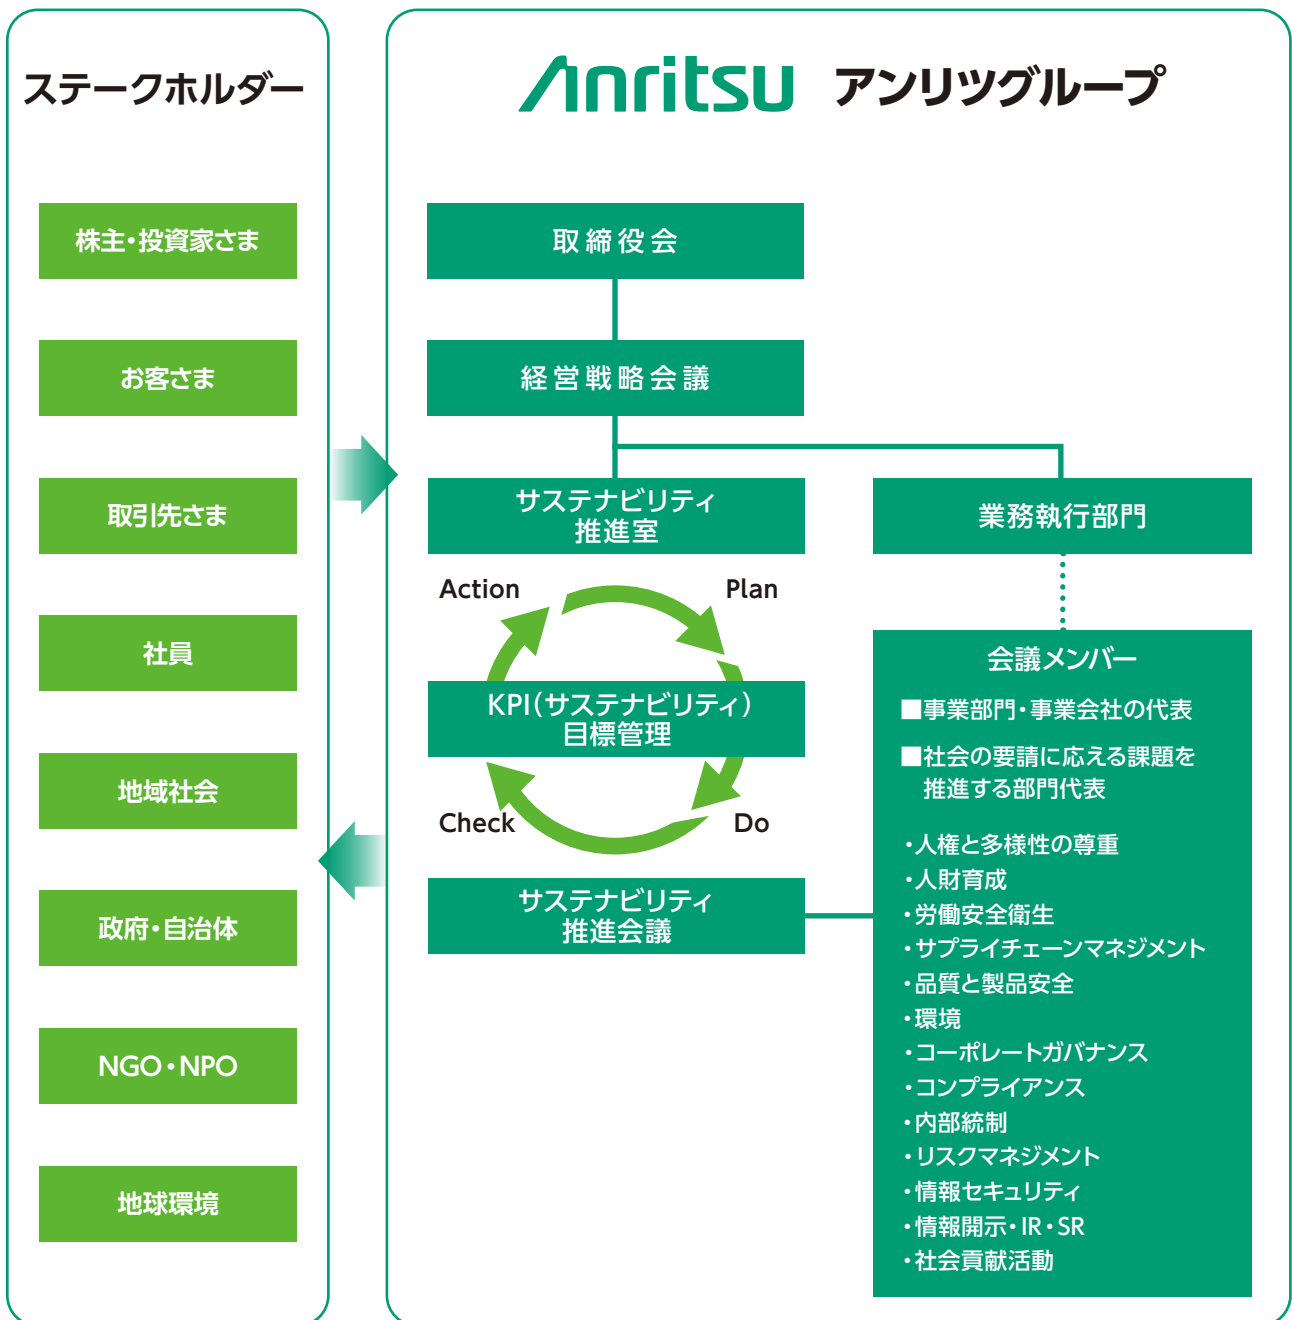 ステークホルダー
株主・投資家さま
お客さま
取引先さま
社員
地域社会
政府・自治体
NGO・NPO
地球環境
Anritsu アンリツグループ
取締役会
経営戦略会議
サステナビリティ
推進室
業務執行部門
Action
Plan
KPI(サステナビリティ)
目標管理
Check
Do
サステナビリティ
推進会議
会議メンバー
■事業部門・事業会社の代表
■社会の要請に応える課題を
推進する部門代表
・人権と多様性の尊重
・人財育成
・労働安全衛生
・サプライチェーンマネジメント
・品質と製品安全
・環境
・コーポレートガバナンス
・コンプライアンス
・内部統制
・リスクマネジメント
・情報セキュリティ
・情報開示・IR・SR
・社会貢献活動